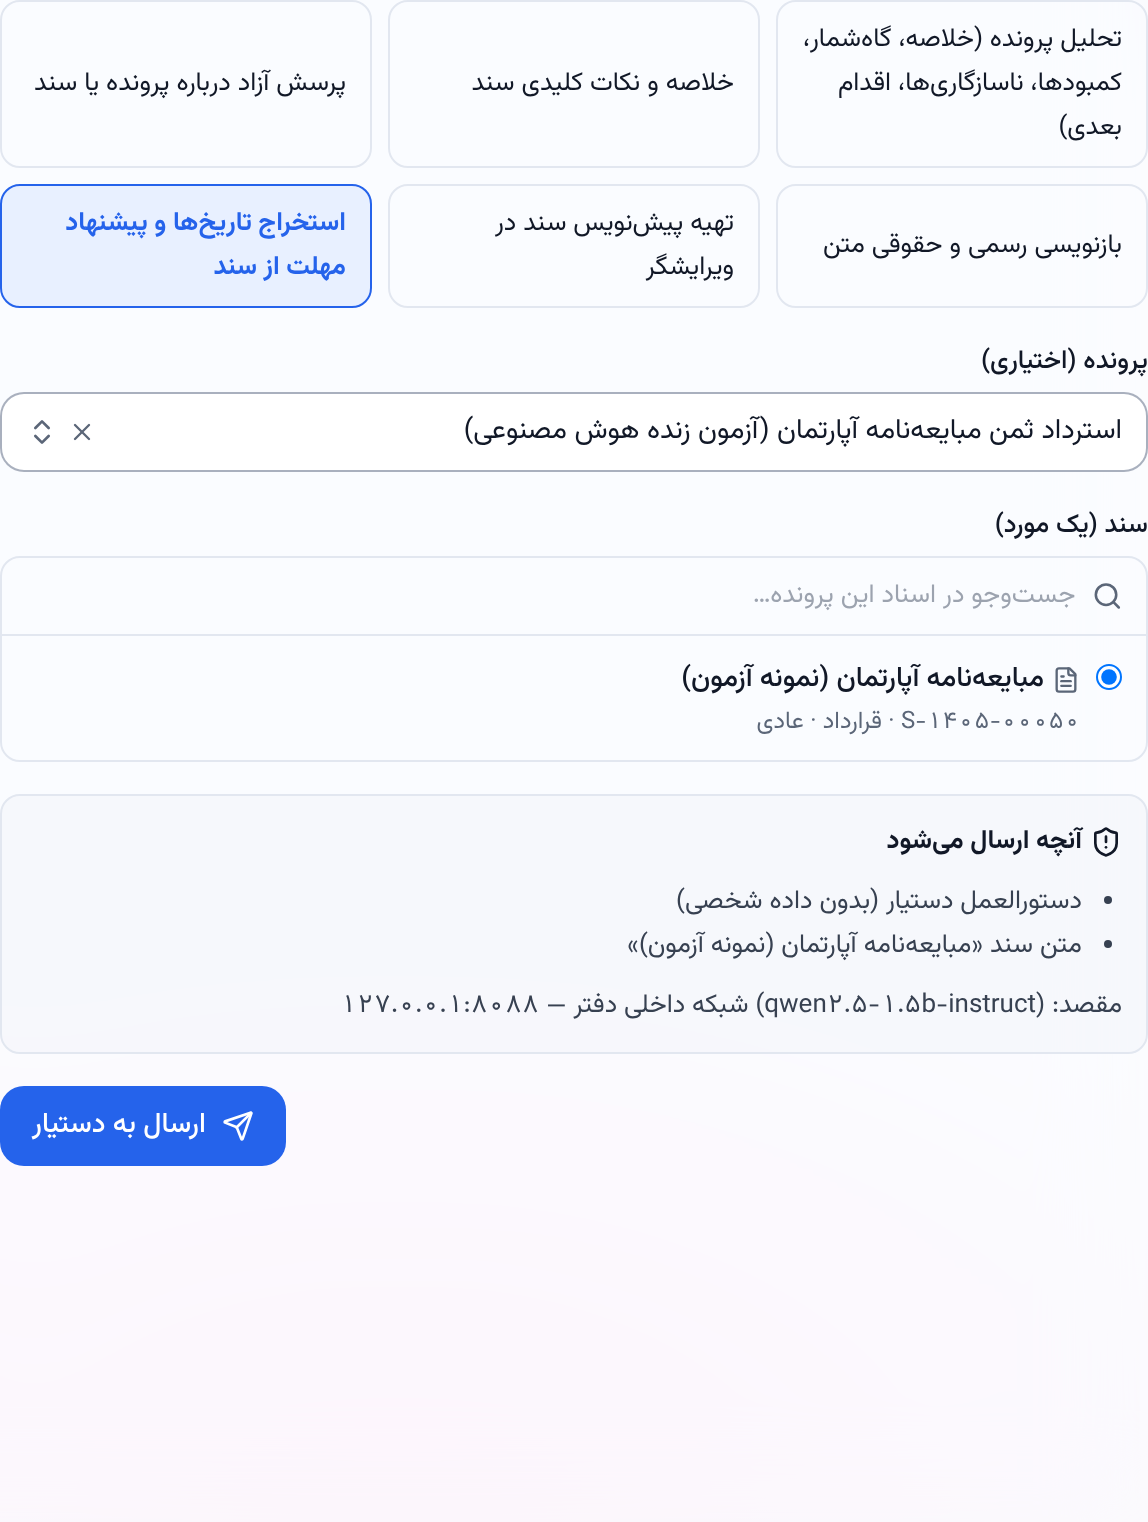 تحلیل پرونده (خلاصه، گاه‌شمار،
کمبودها، ناسازگاری‌ها، اقدام
بعدی)
خلاصه و نکات کلیدی سند
پرسش آزاد درباره پرونده یا سند
بازنویسی رسمی و حقوقی متن
تهیه پیش‌نویس سند در
ویرایشگر
استخراج تاریخ‌ها و پیشنهاد
مهلت از سند
پرونده (اختیاری)
استرداد ثمن مبایعه‌نامه آپارتمان (آزمون زنده هوش مصنوعی)
سند (یک مورد)
جست‌وجو در اسناد این پرونده...
مبایعه‌نامه آپارتمان (نمونه آزمون)
S-۱۴۰۵-۰۰۰۵۰ · قرارداد · عادی
آنچه ارسال می‌شود
• دستورالعمل دستیار (بدون داده شخصی)
• متن سند «مبایعه‌نامه آپارتمان (نمونه آزمون)»
مقصد: (qwen۲.۵-۱.۵b-instruct) شبکه داخلی دفتر — ۱۲۷.۰.۰.۱:۸۰۸۸
ارسال به دستیار